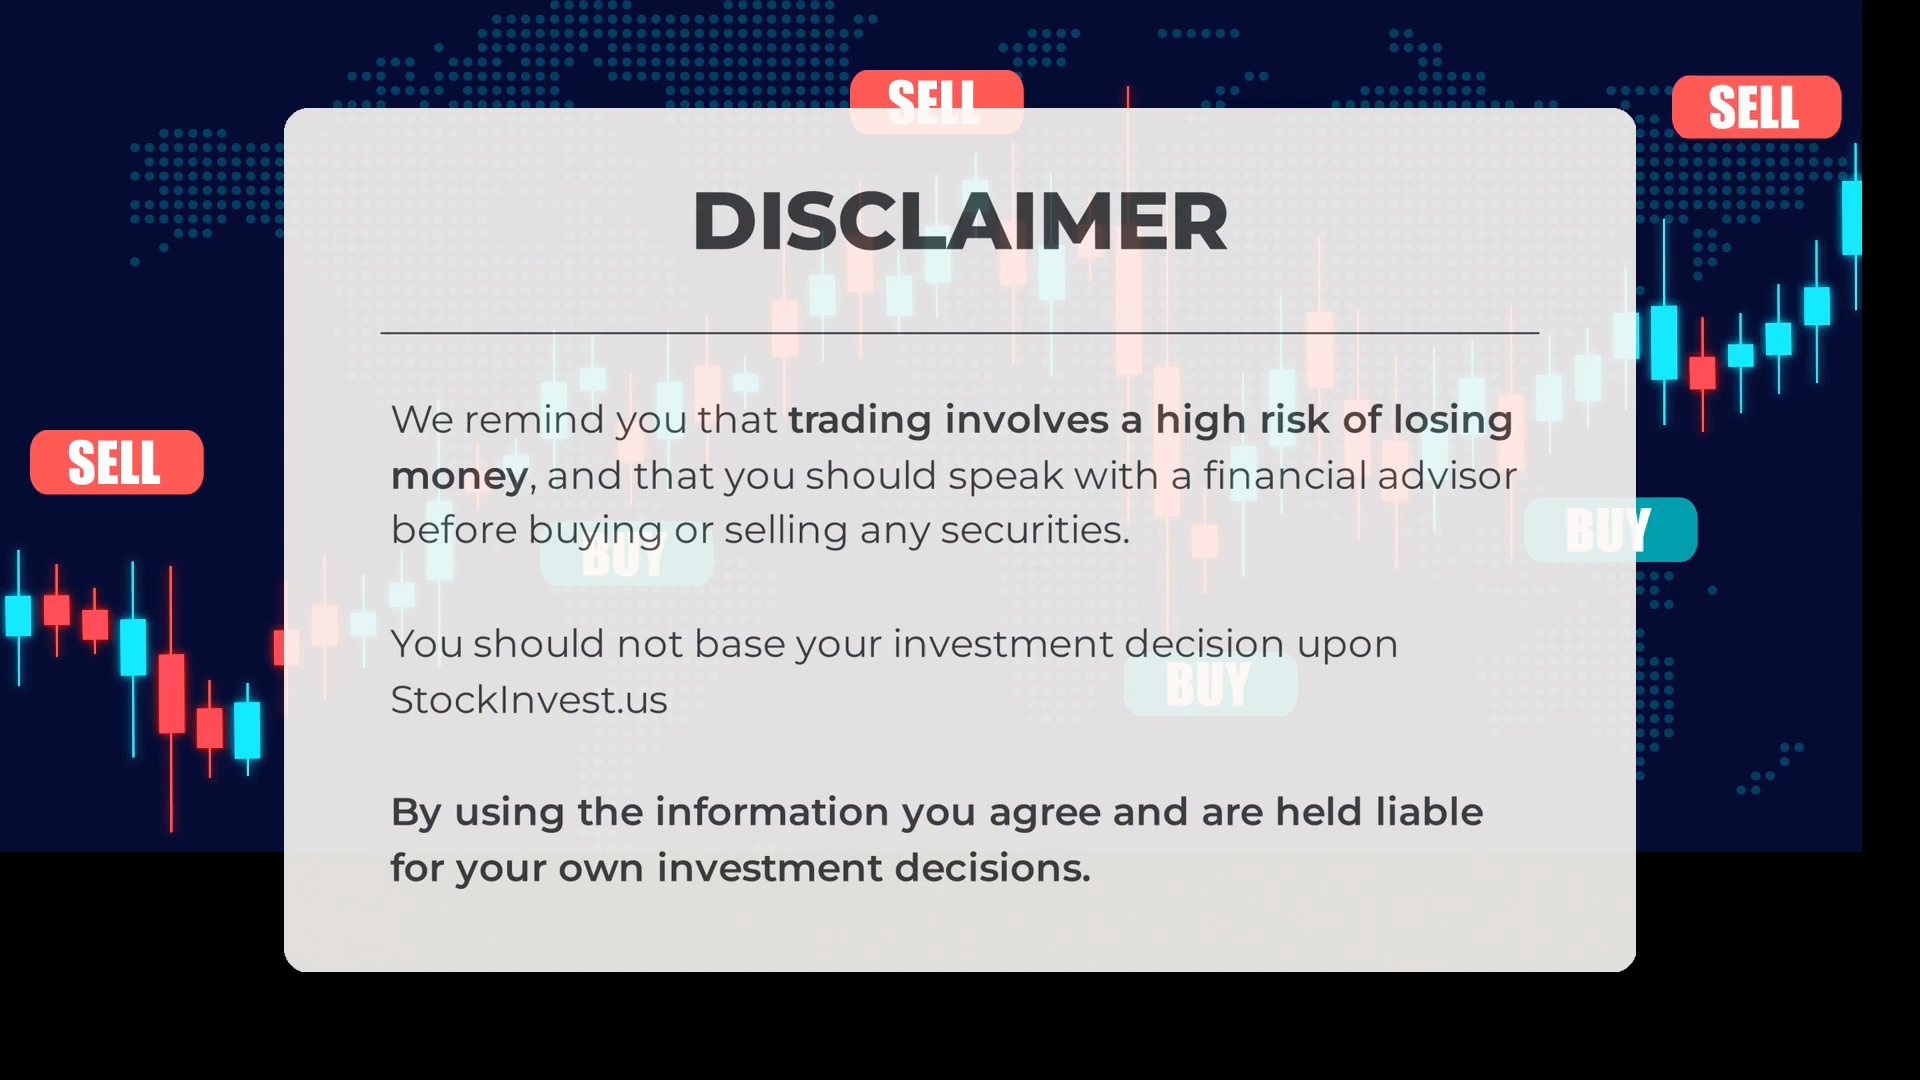 SELL
SELL
DISCLAIMER
We remind you that trading involves a high risk of losing
money, and that you should speak with a financial advisor
before buying or selling any securities.
SELL
BUY
BUY
You should not base your investment decision upon
StockInvest.us
BUY
By using the information you agree and are held liable
for your own investment decisions.